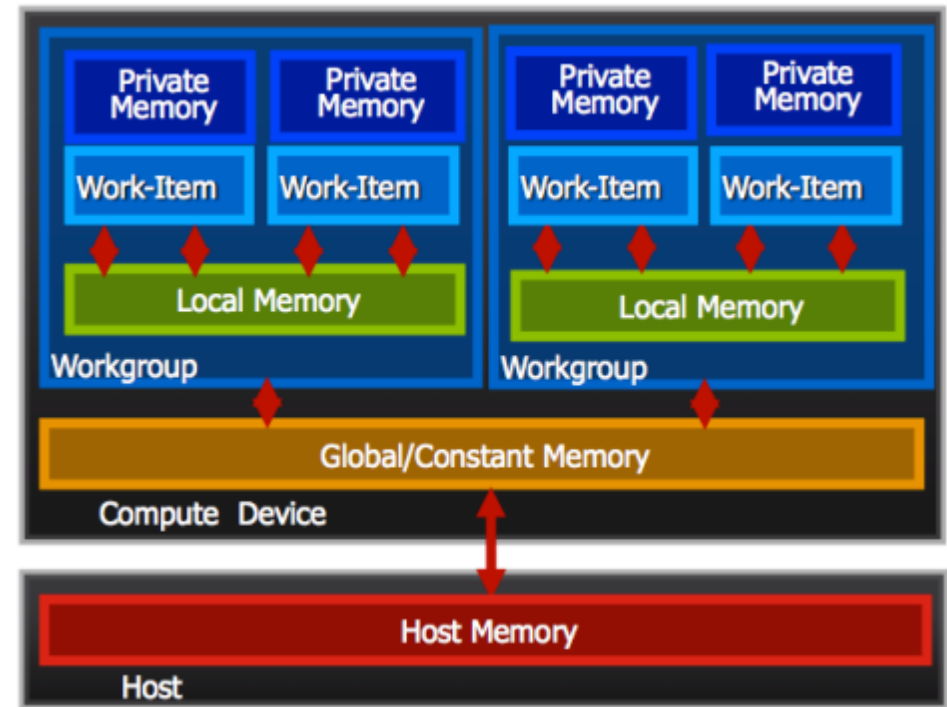 Private
Memory
Private
Memory
Private
Memory
Private
Memory
Work-Item
Work-Item
Work-Item
Work-Item
Local Memory
Local Memory
Workgroup
Workgroup
Global/Constant Memory
Compute Device
Host Memory
Host